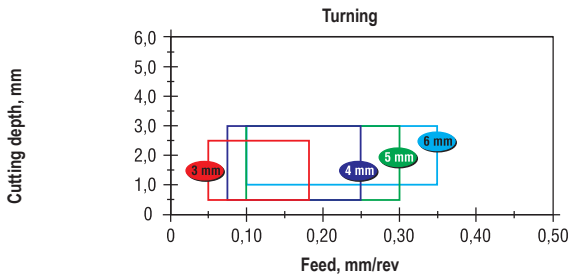 Turning
Cutting depth, mm
6,0
5,0
4,0
3,0
2,0
1,0
0
3 mm
4 mm
5 mm
6 mm
0 0,10 0,20 0,30 0,40 0,50
Feed, mm/rev